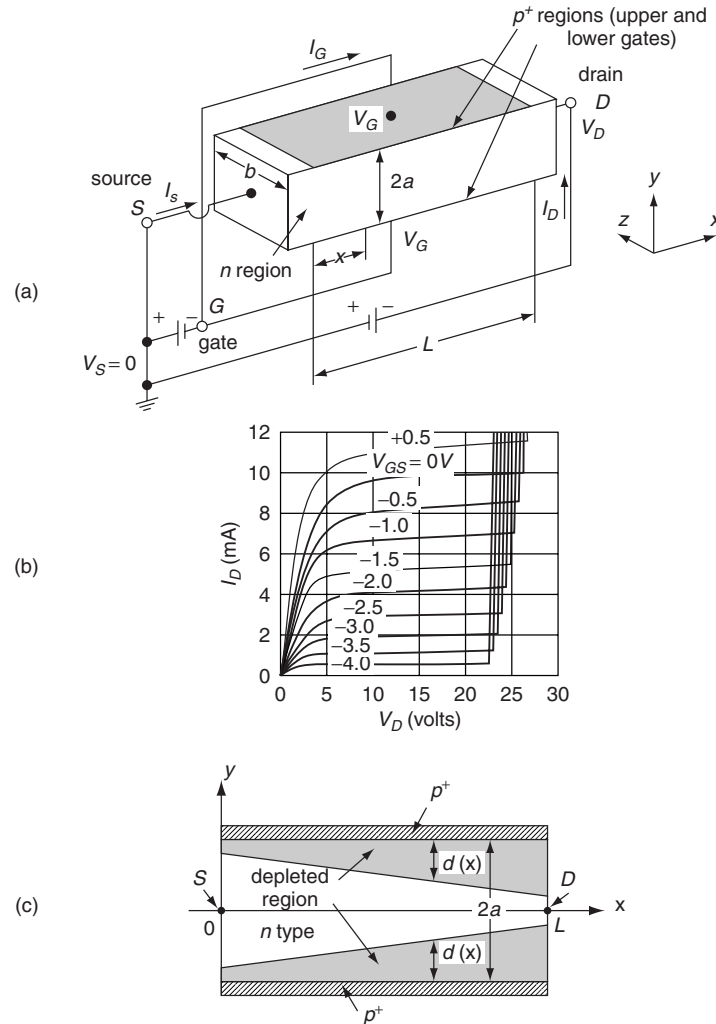 p+ regions (upper and
lower gates)
I_G
drain
D
V_G
V_D
b
source
I_s
2a
S
I_D
y
z
x
V_G
x
n region
(a)
G
+
−
+ −
gate
L
V_S = 0
12
+0.5
V_GS = 0V
10
−0.5
8
−1.0
I_D (mA)
6
−1.5
(b)
−2.0
4
−2.5
−3.0
2
−3.5
−4.0
0
0 5 10 15 20 25 30
V_D (volts)
y
p+
d (x)
S
depleted
region
D
(c)
2a
x
0
n type
L
d (x)
p+